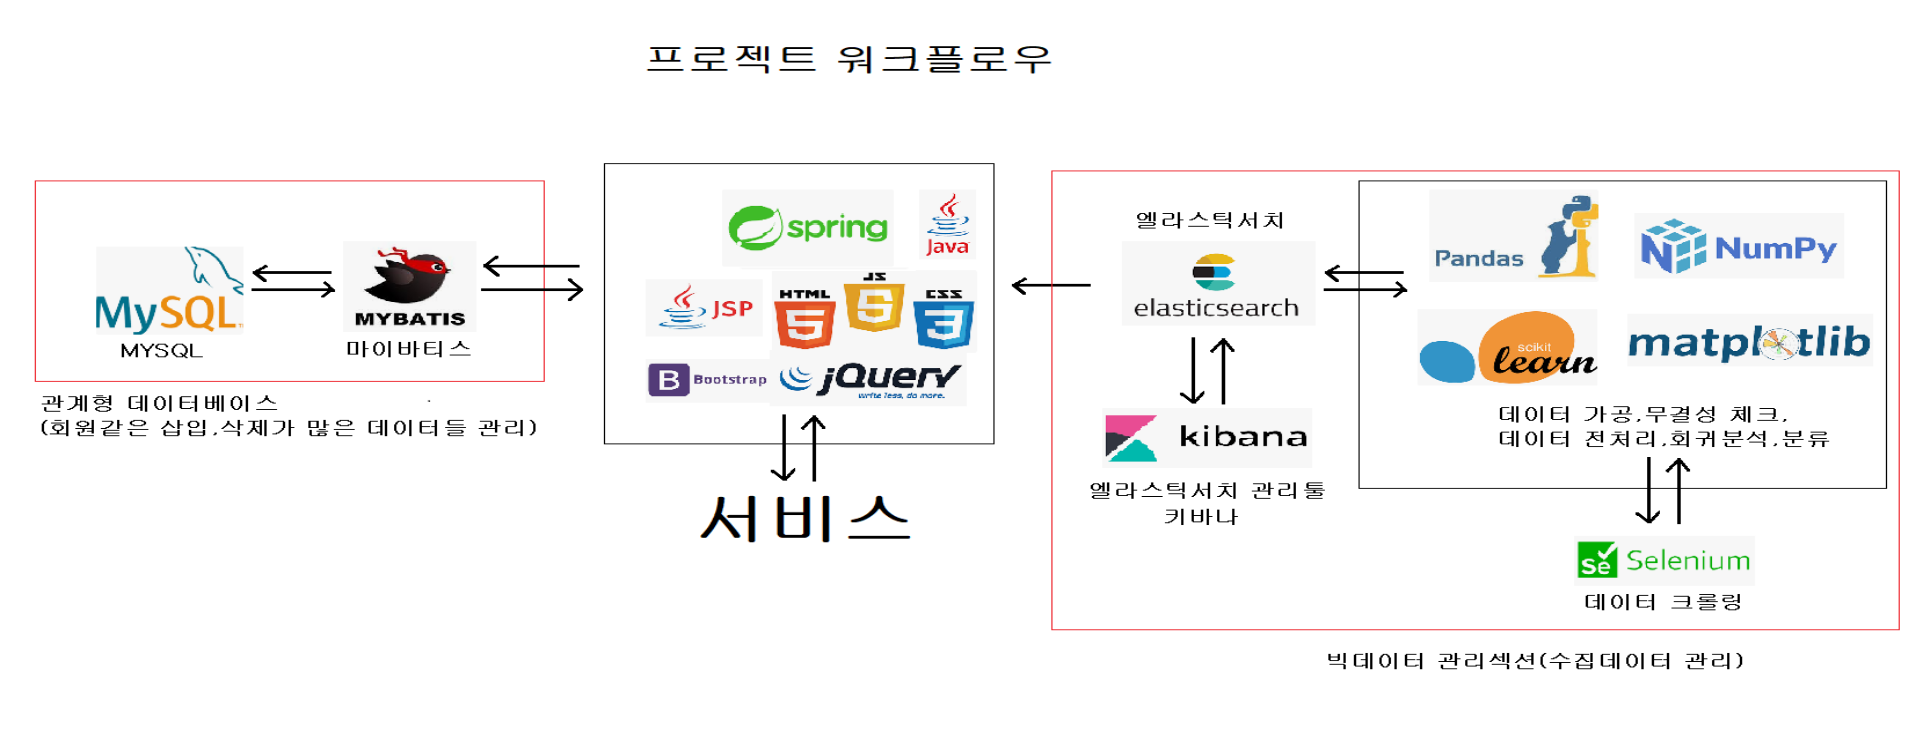 프로젝트 워크플로우
MySQL
MYSQL
MYBATIS
마이바티스
관계형 데이터베이스
(회원같은 삽입,삭제가 많은 데이터들 관리)
spring
Java
JSP
HTML
5
JS
5
CSS
3
B Bootstrap
jQuery
write less, do more.
서비스
엘라스틱서치
elasticsearch
kibana
엘라스틱서치 관리툴
키바나
Pandas
NumPy
scikit
learn
matplotlib
데이터 가공,무결성 체크,
데이터 전처리,회귀분석,분류
Se Selenium
데이터 크롤링
빅데이터 관리섹션(수집데이터 관리)